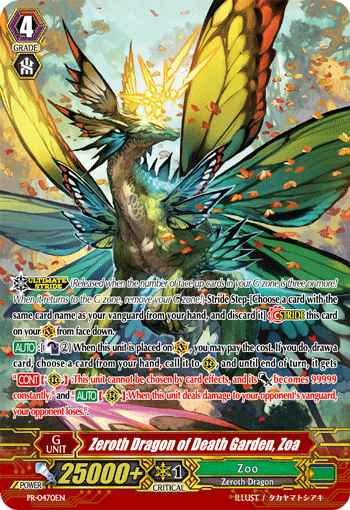 4
GRADE
ULTIMATE STRIDE (Released when the number of face up cards in your G zone is three or more!
When it returns to the G zone, remove your G zone!)-Stride Step-[Choose a card with the
same card name as your vanguard from your hand, and discard it] STRIDE this card
on your from face down.
AUTO : [2] When this unit is placed on , you may pay the cost. If you do, draw a
card, choose a card from your hand, call it to , and until end of turn, it gets
"CONT [ ]: This unit cannot be chosen by card effects, and its becomes 99999
constantly." and "AUTO [ ]: When this unit deals damage to your opponent's vanguard,
your opponent loses.".
G UNIT
Zeroth Dragon of Death Garden, Zoa
POWER
25000+
1
CRITICAL
Zoo
Zeroth Dragon
PR-0470EN
ILLUST / タカヤマトシアキ